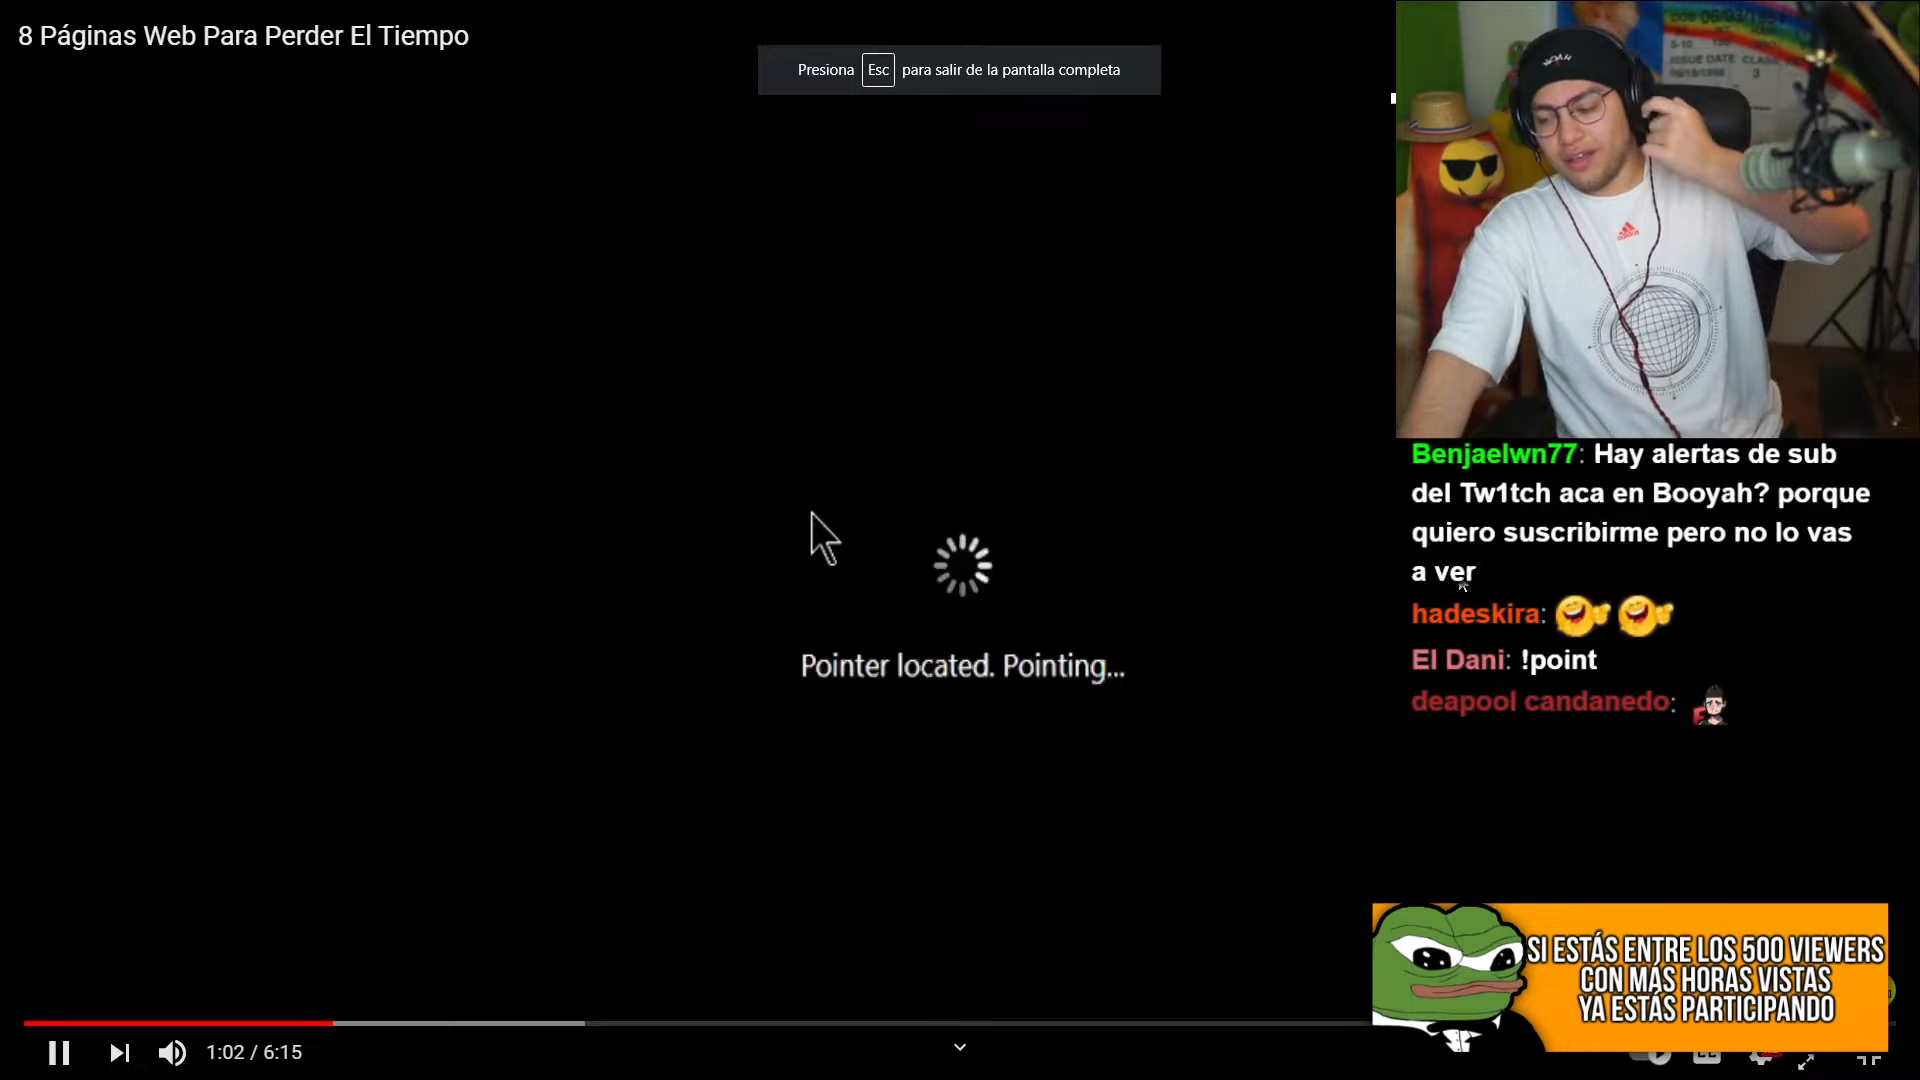 8 Páginas Web Para Perder El Tiempo
Presiona Esc para salir de la pantalla completa
ISSUE DATE
adidas
Benjaelwn77: Hay alertas de sub
del Tw1tch aca en Booyah? porque
quiero suscribirme pero no lo vas
a ver
hadeskira:
El Dani: !point
deapool candanedo:
Pointer located. Pointing...
SI ESTÁS ENTRE LOS 500 VIEWERS
CON MÁS HORAS VISTAS
YA ESTÁS PARTICIPANDO
1:02 / 6:15